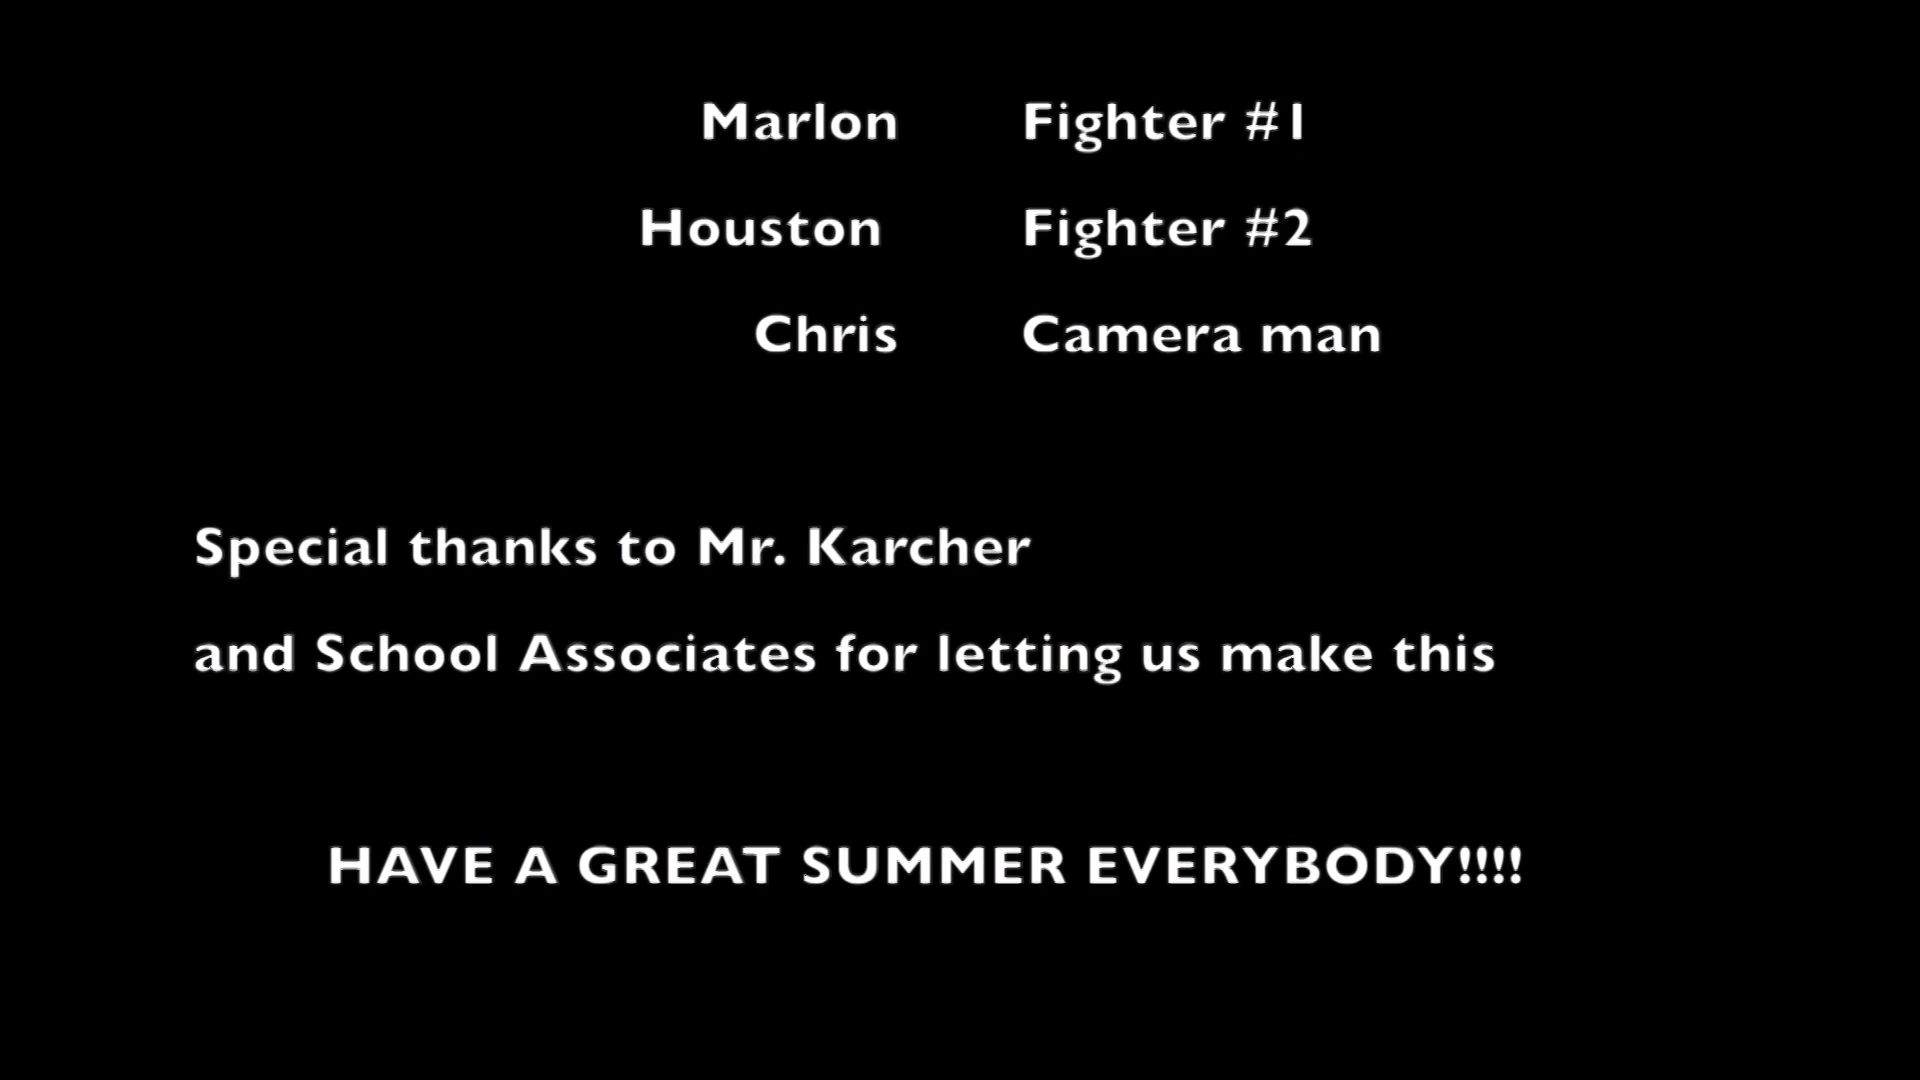 Marlon Fighter #1
Houston Fighter #2
Chris Camera man
Special thanks to Mr. Karcher
and School Associates for letting us make this
HAVE A GREAT SUMMER EVERYBODY!!!!